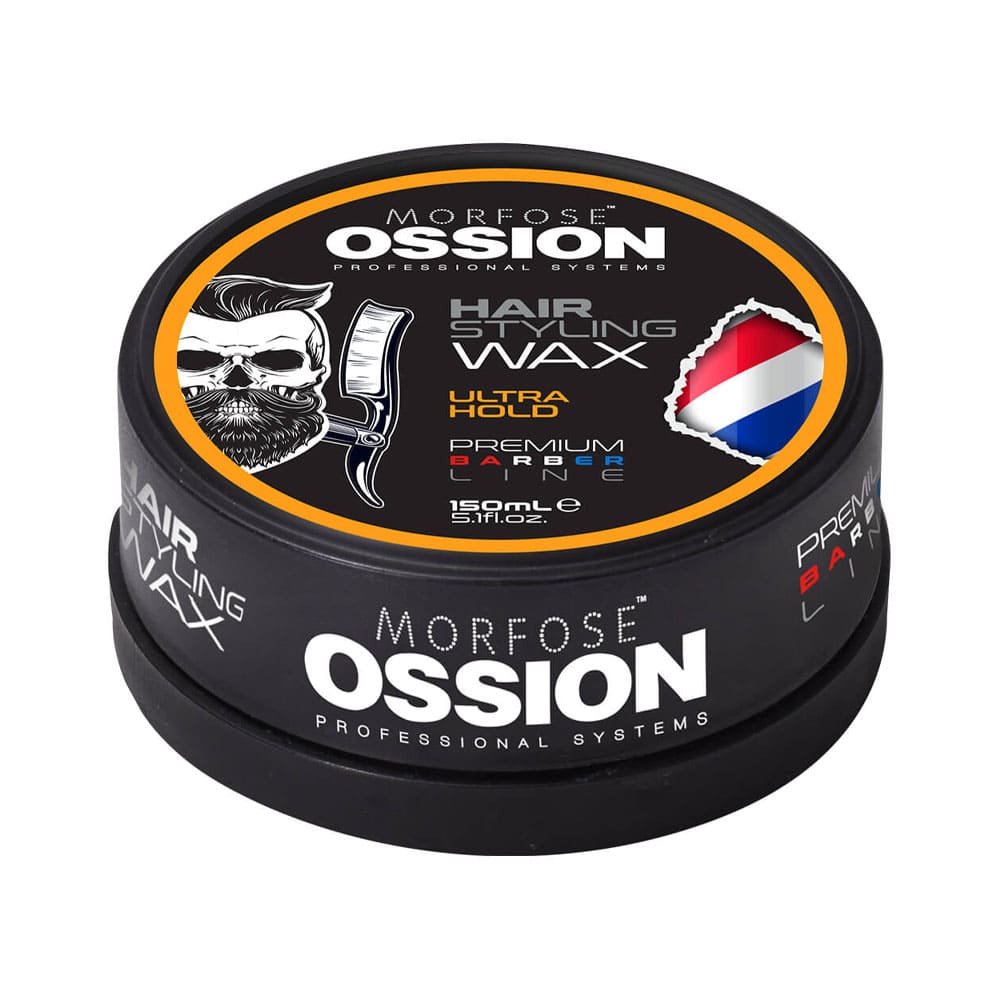 MORFOSE™
OSSION
PROFESSIONAL SYSTEMS
HAIR
STYLING
WAX
ULTRA
HOLD
PREMIUM
BARBER
LINE
150mL e
5.1fl.oz.
HAIR
STYLING
WAX
MORFOSE™
OSSION
PROFESSIONAL SYSTEMS
PREMIU
BARB
LIN